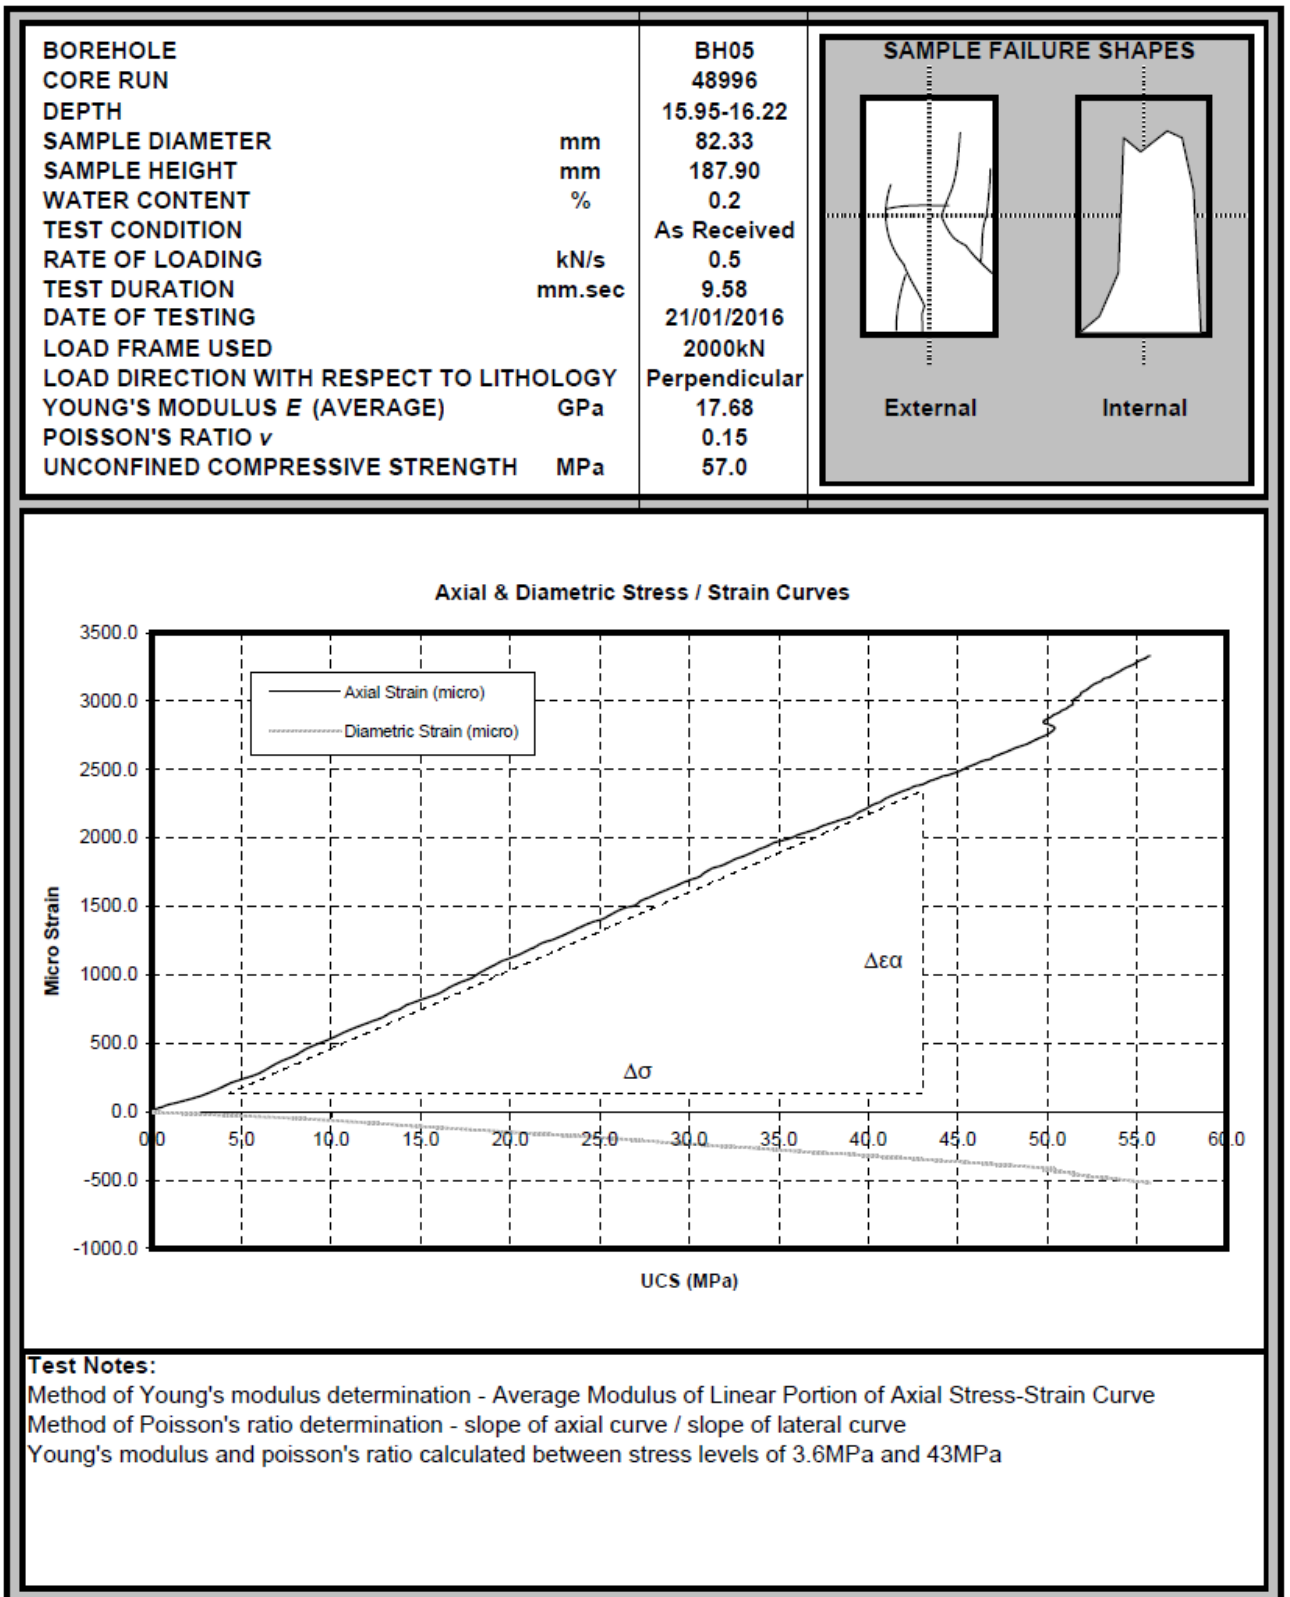 BOREHOLE BH05
CORE RUN 48996
DEPTH 15.95-16.22
SAMPLE DIAMETER mm 82.33
SAMPLE HEIGHT mm 187.90
WATER CONTENT % 0.2
TEST CONDITION As Received
RATE OF LOADING kN/s 0.5
TEST DURATION mm.sec 9.58
DATE OF TESTING 21/01/2016
LOAD FRAME USED 2000kN
LOAD DIRECTION WITH RESPECT TO LITHOLOGY Perpendicular
YOUNG'S MODULUS E (AVERAGE) GPa 17.68
POISSON'S RATIO v 0.15
UNCONFINED COMPRESSIVE STRENGTH MPa 57.0
SAMPLE FAILURE SHAPES
External Internal
Axial & Diametric Stress / Strain Curves
3500.0
3000.0
2500.0
2000.0
1500.0
1000.0
500.0
0.0
-500.0
-1000.0
Micro Strain
Axial Strain (micro)
Diametric Strain (micro)
Δεα
Δσ
0.0 5.0 10.0 15.0 20.0 25.0 30.0 35.0 40.0 45.0 50.0 55.0 60.0
UCS (MPa)
Test Notes:
Method of Young's modulus determination - Average Modulus of Linear Portion of Axial Stress-Strain Curve
Method of Poisson's ratio determination - slope of axial curve / slope of lateral curve
Young's modulus and poisson's ratio calculated between stress levels of 3.6MPa and 43MPa